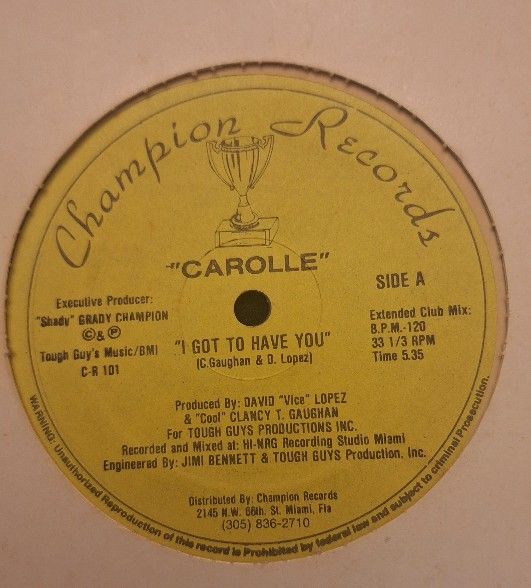 Champion Records
"CAROLLE"
SIDE A
Executive Producer:
"Shady" GRADY CHAMPION
©&℗
Tough Guy's Music/BMI
C-R 101
"I GOT TO HAVE YOU"
(C.Gaughan & D. Lopez)
Extended Club Mix:
B.P.M.-120
33 1/3 RPM
Time 5.35
Produced By: DAVID "Vice" LOPEZ
& "Cool" CLANCY T. GAUGHAN
For TOUGH GUYS PRODUCTIONS INC.
Recorded and Mixed at: HI-NRG Recording Studio Miami
Engineered By: JIMI BENNETT & TOUGH GUYS Production, Inc.
Distributed By: Champion Records
2145 N.W. 66th. St. Miami, Fla
(305) 836-2710
WARNING: Unauthorized Reproduction of this record is Prohibited by federal law and subject to criminal Prosecution.